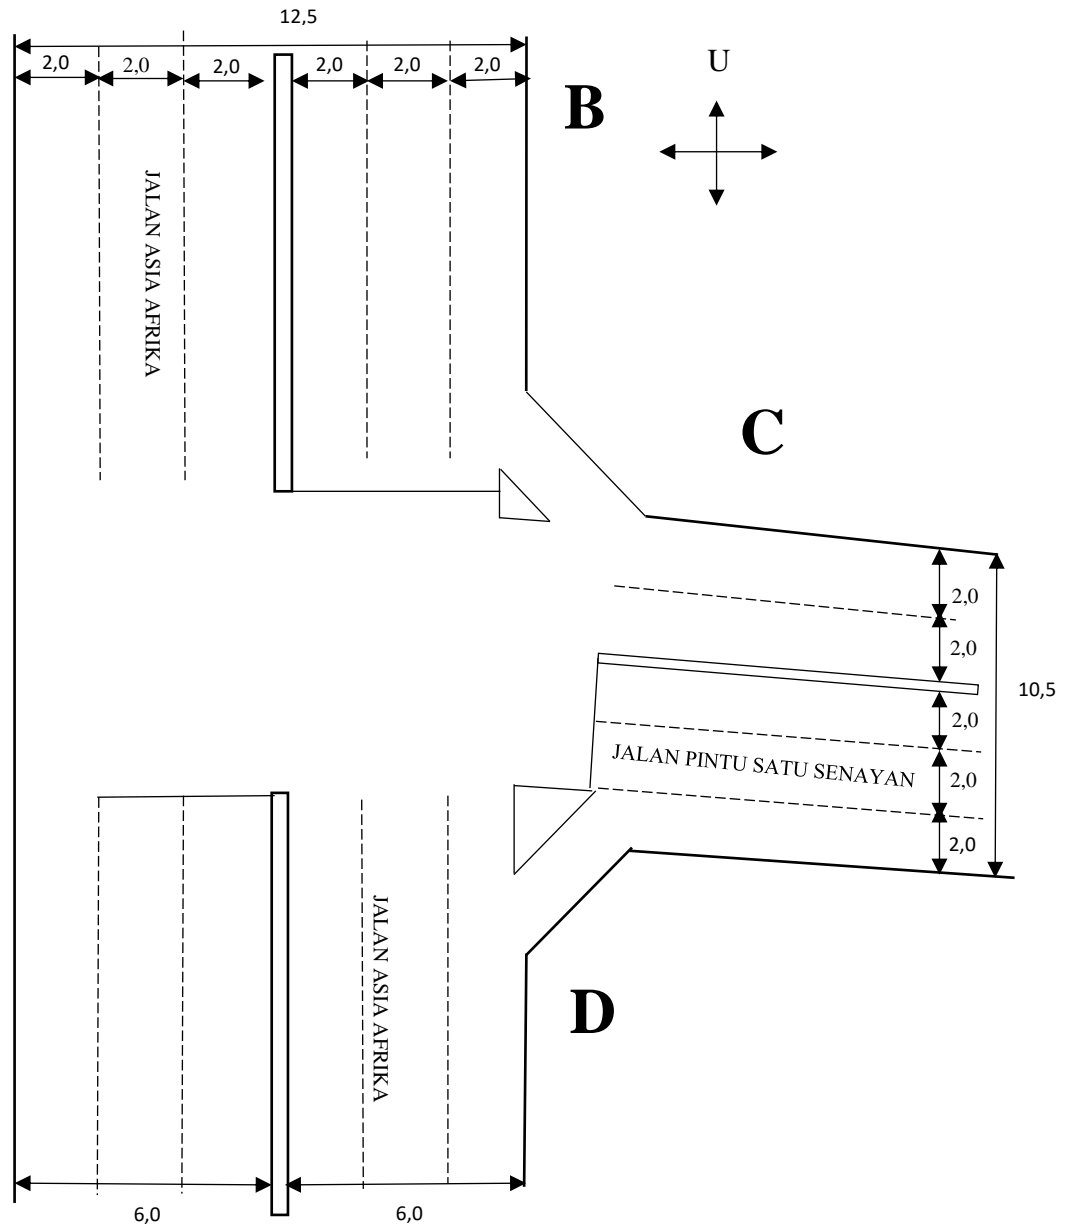 12,5
2,0 2,0 2,0 2,0 2,0 2,0
U
B
JALAN ASIA AFRIKA
C
2,0
2,0
10,5
2,0
JALAN PINTU SATU SENAYAN
2,0
2,0
JALAN ASIA AFRIKA
D
6,0 6,0